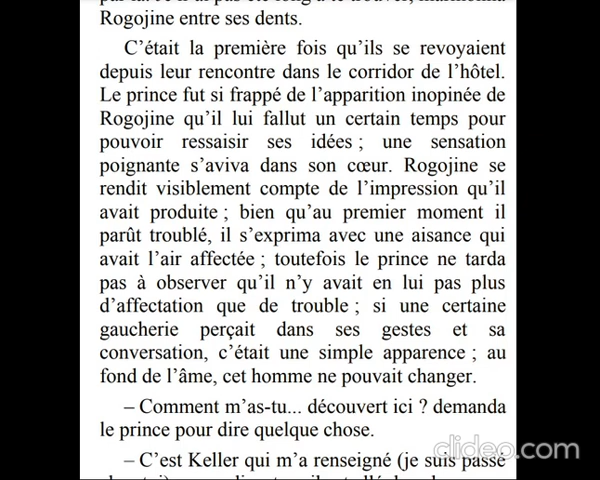 Rogojine entre ses dents.
C’était la première fois qu’ils se revoyaient
depuis leur rencontre dans le corridor de l’hôtel.
Le prince fut si frappé de l’apparition inopinée de
Rogojine qu’il lui fallut un certain temps pour
pouvoir ressaisir ses idées ; une sensation
poignante s’aviva dans son cœur. Rogojine se
rendit visiblement compte de l’impression qu’il
avait produite ; bien qu’au premier moment il
parût troublé, il s’exprima avec une aisance qui
avait l’air affectée ; toutefois le prince ne tarda
pas à observer qu’il n’y avait en lui pas plus
d’affectation que de trouble ; si une certaine
gaucherie perçait dans ses gestes et sa
conversation, c’était une simple apparence ; au
fond de l’âme, cet homme ne pouvait changer.
– Comment m’as-tu... découvert ici ? demanda
le prince pour dire quelque chose.
– C’est Keller qui m’a renseigné (je suis passé
clideo.com